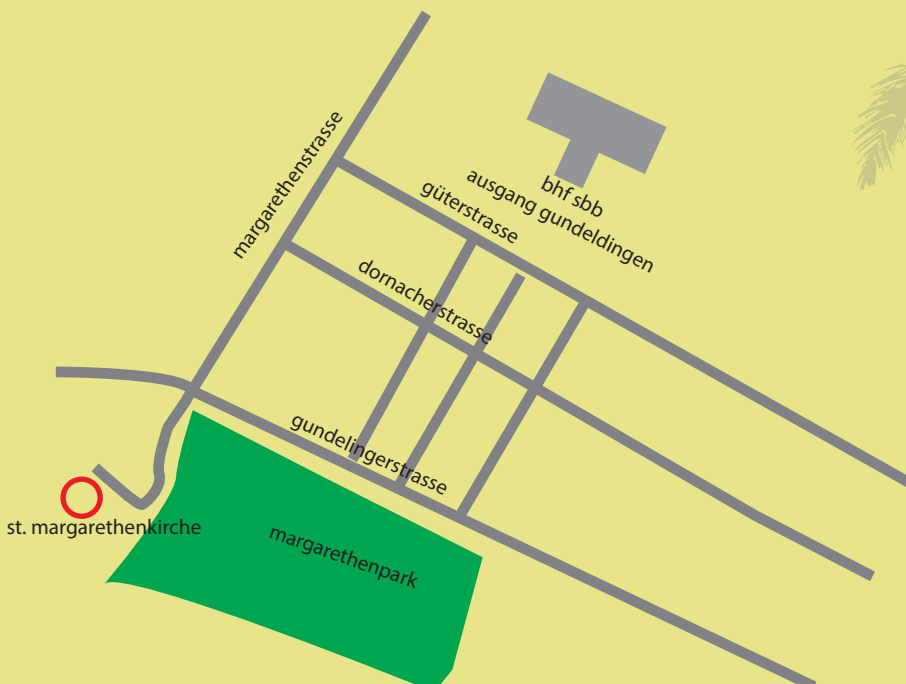 margarethenstrasse
bhf sbb
ausgang gundeldingen
güterstrasse
dornacherstrasse
gundelingerstrasse
st. margarethenkirche
margarethenpark